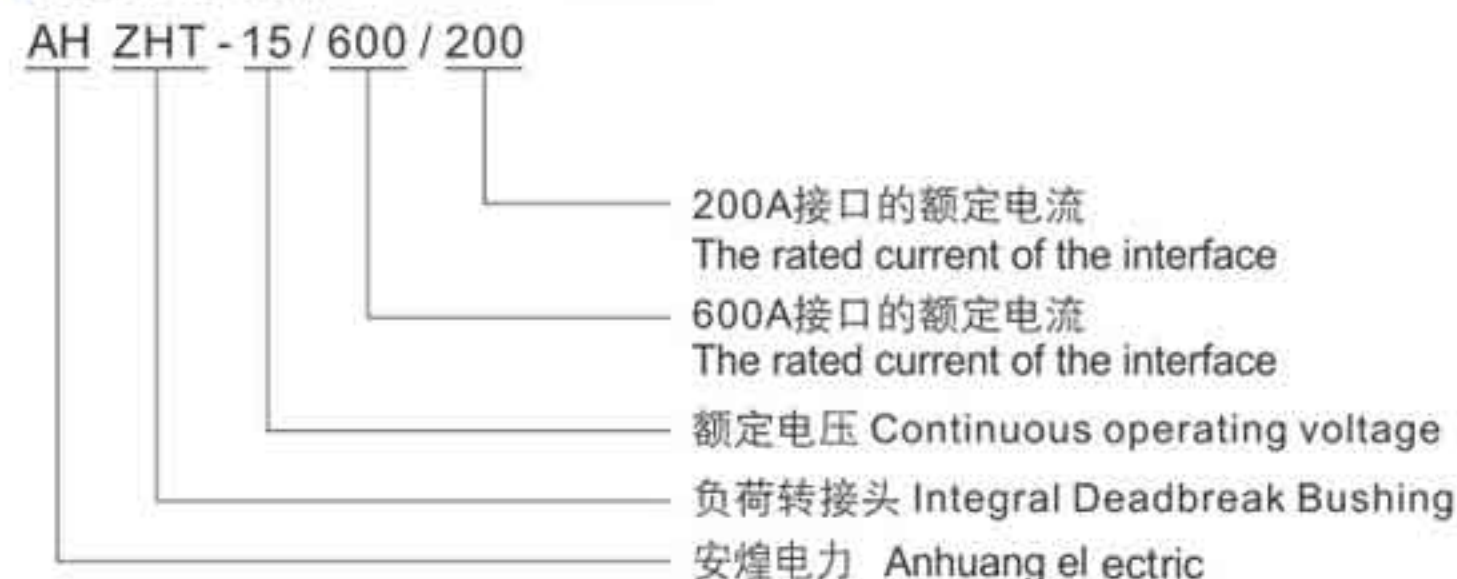 AH ZHT - 15 / 600 / 200
200A接口的额定电流
The rated current of the interface
600A接口的额定电流
The rated current of the interface
额定电压 Continuous operating voltage
负荷转接头 Integral Deadbreak Bushing
安煌电力 Anhuang el ectric